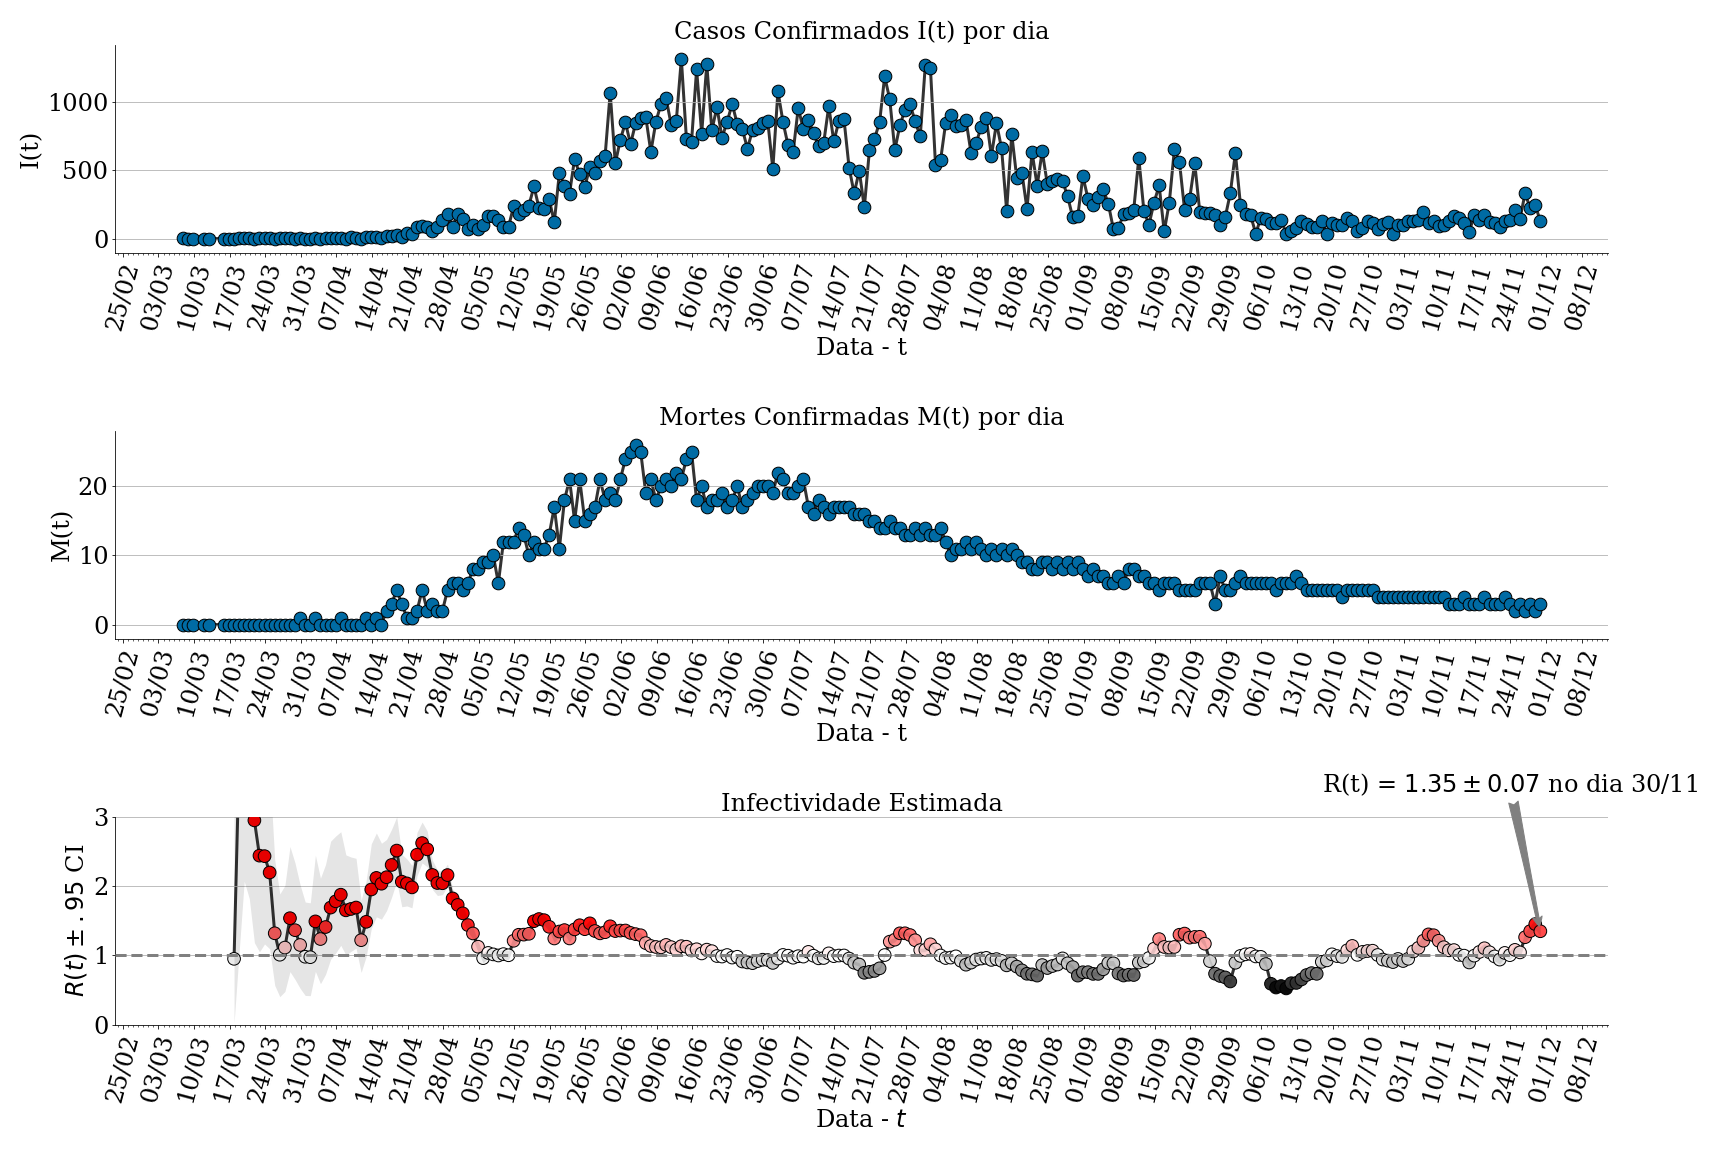 Casos Confirmados I(t) por dia
I(t)
1000
500
0
25/02 03/03 10/03 17/03 24/03 31/03 07/04 14/04 21/04 28/04 05/05 12/05 19/05 26/05 02/06 09/06 16/06 23/06 30/06 07/07 14/07 21/07 28/07 04/08 11/08 18/08 25/08 01/09 08/09 15/09 22/09 29/09 06/10 13/10 20/10 27/10 03/11 10/11 17/11 24/11 01/12 08/12
Data - t
Mortes Confirmadas M(t) por dia
M(t)
20
10
0
25/02 03/03 10/03 17/03 24/03 31/03 07/04 14/04 21/04 28/04 05/05 12/05 19/05 26/05 02/06 09/06 16/06 23/06 30/06 07/07 14/07 21/07 28/07 04/08 11/08 18/08 25/08 01/09 08/09 15/09 22/09 29/09 06/10 13/10 20/10 27/10 03/11 10/11 17/11 24/11 01/12 08/12
Data - t
R(t) = 1.35 ± 0.07 no dia 30/11
Infectividade Estimada
R(t) ± .95 CI
3
2
1
0
25/02 03/03 10/03 17/03 24/03 31/03 07/04 14/04 21/04 28/04 05/05 12/05 19/05 26/05 02/06 09/06 16/06 23/06 30/06 07/07 14/07 21/07 28/07 04/08 11/08 18/08 25/08 01/09 08/09 15/09 22/09 29/09 06/10 13/10 20/10 27/10 03/11 10/11 17/11 24/11 01/12 08/12
Data - t